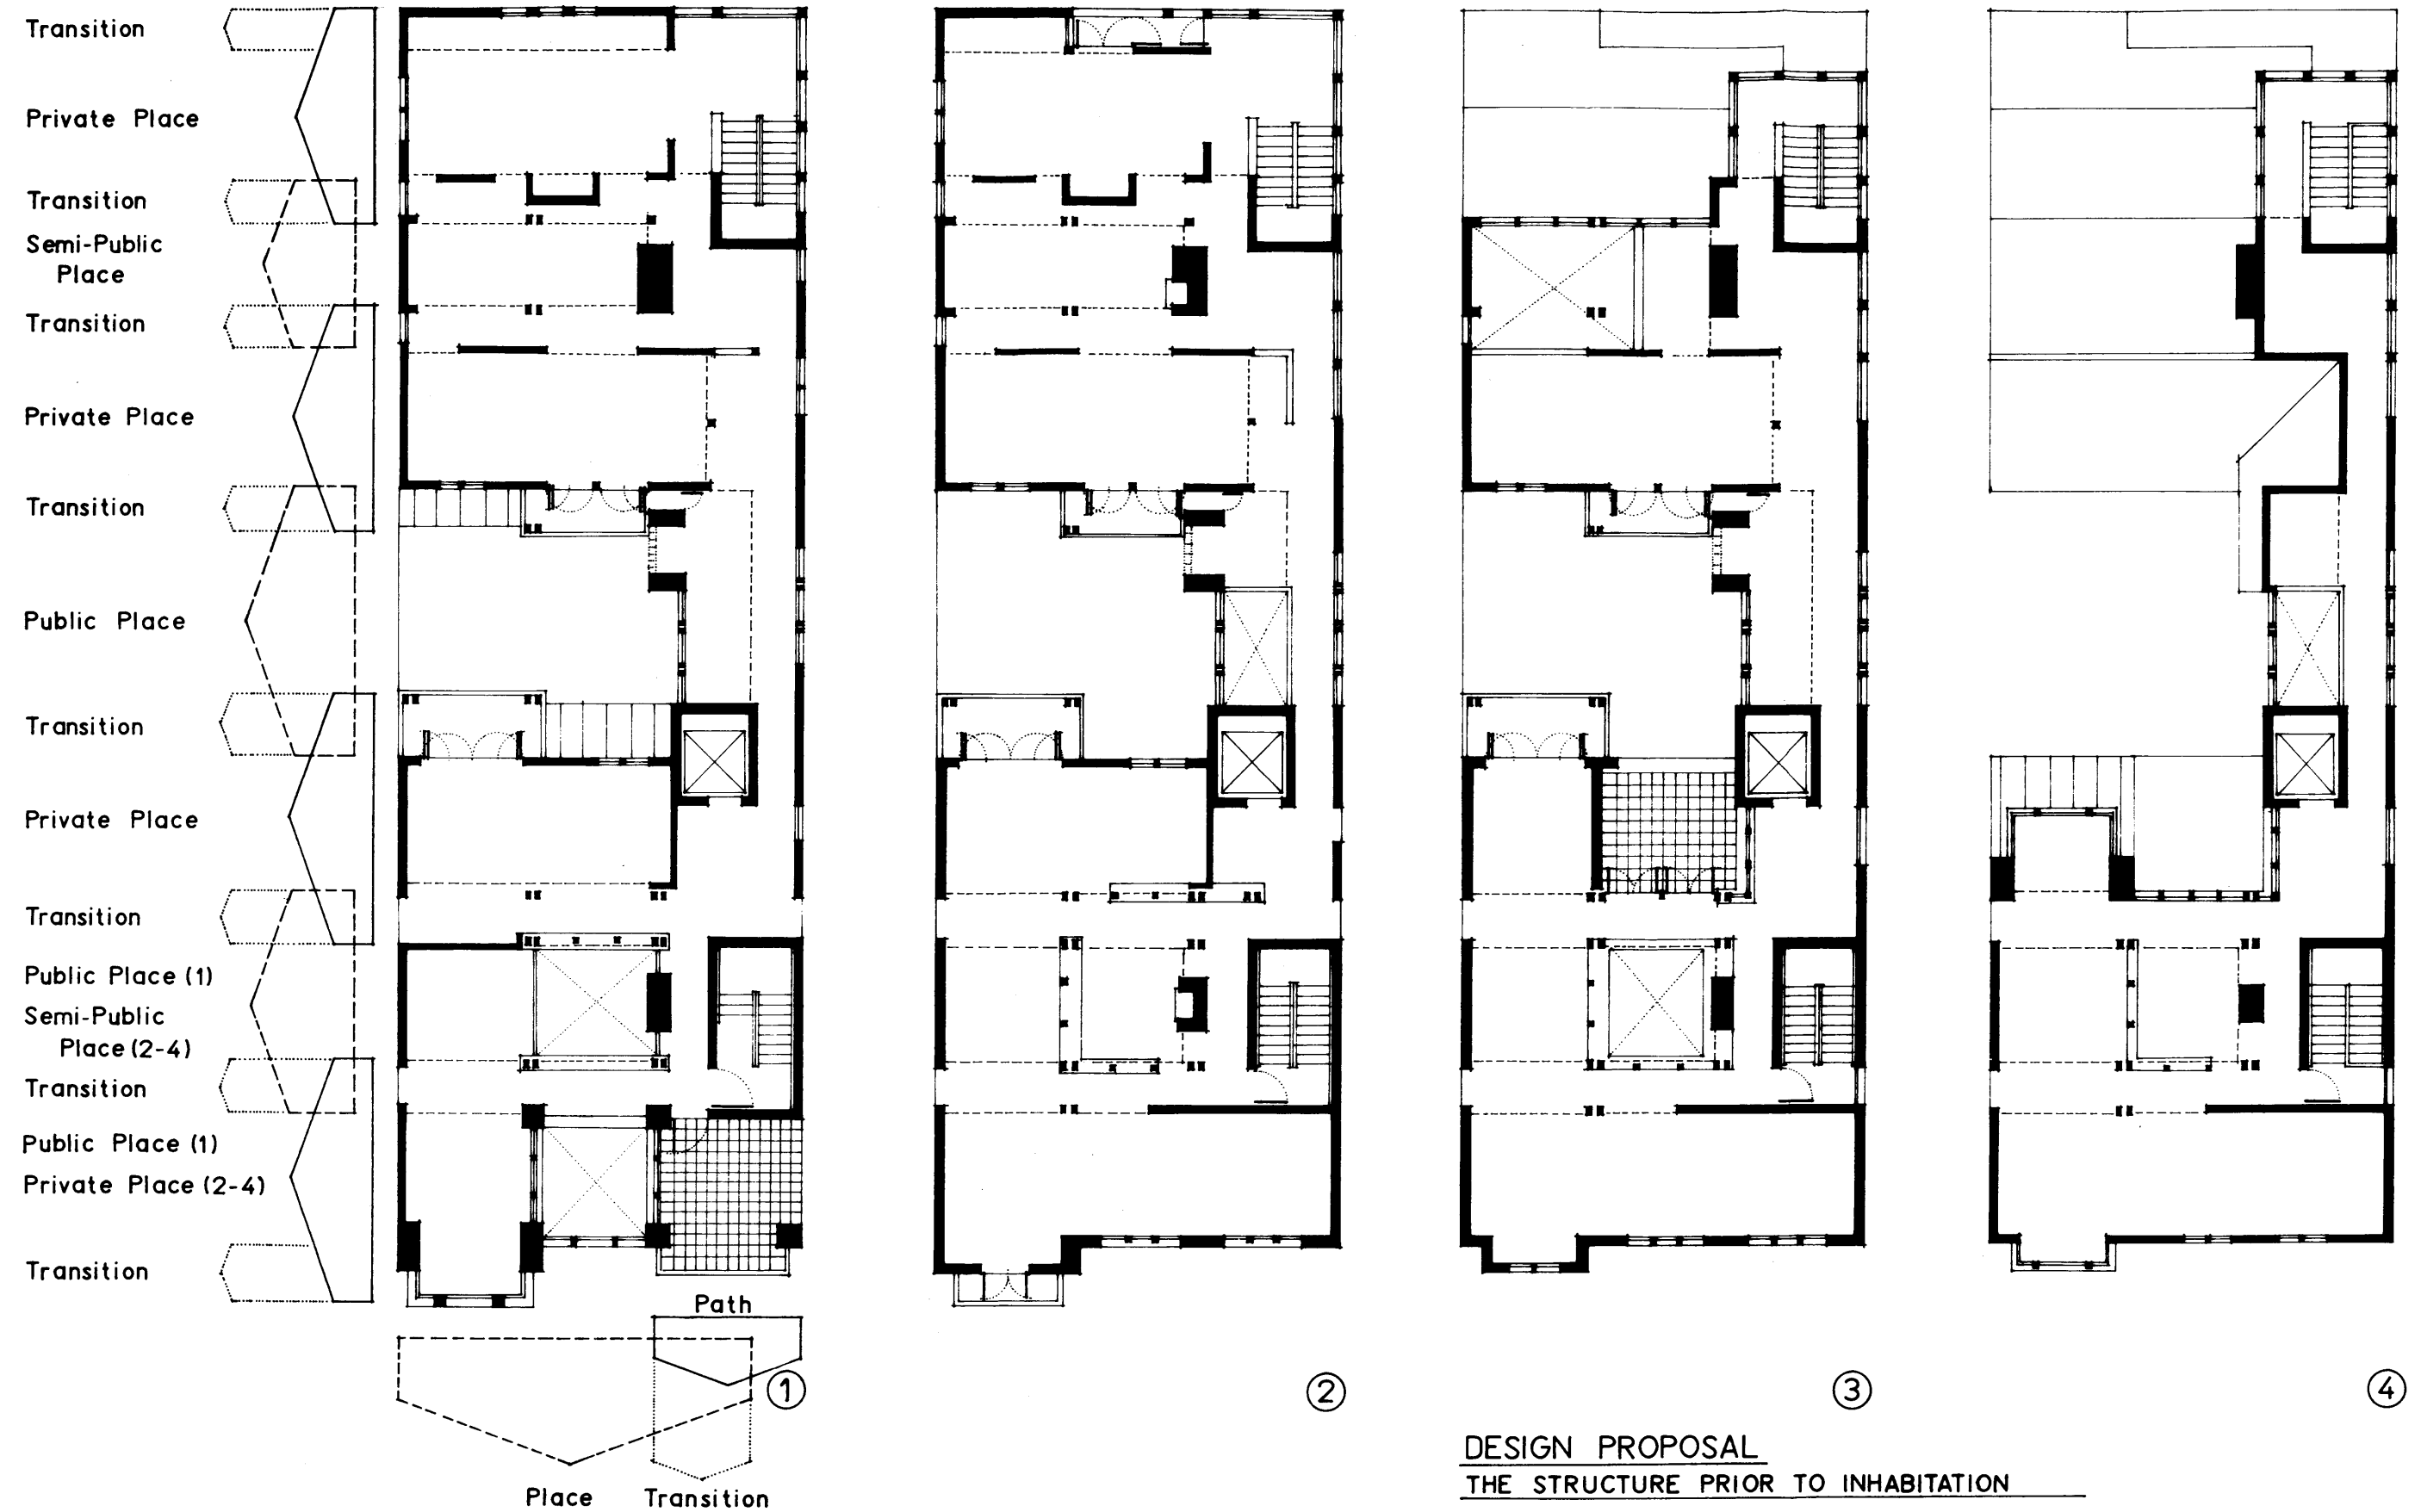 Transition
Private Place
Transition
Semi-Public
Place
Transition
Private Place
Transition
Public Place
Transition
Private Place
Transition
Public Place (1)
Semi-Public
Place (2-4)
Transition
Public Place (1)
Private Place (2-4)
Transition
Path
Place
Transition
1
2
3
4
DESIGN PROPOSAL
THE STRUCTURE PRIOR TO INHABITATION